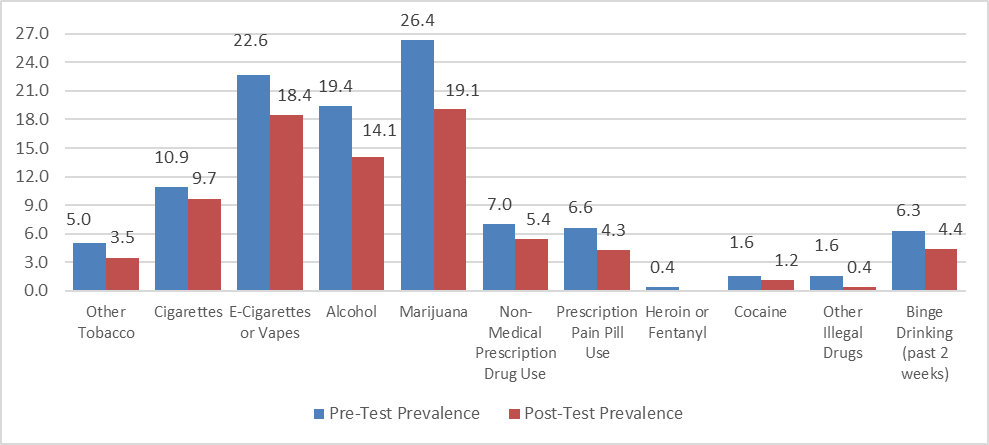 27.0
24.0
21.0
18.0
15.0
12.0
9.0
6.0
3.0
0.0
5.0
3.5
10.9
9.7
22.6
18.4
19.4
14.1
26.4
19.1
7.0
5.4
6.6
4.3
0.4
1.6
1.2
1.6
0.4
6.3
4.4
Other
Tobacco
Cigarettes
E-Cigarettes
or Vapes
Alcohol
Marijuana
Non-
Medical
Prescription
Drug Use
Prescription
Pain Pill
Use
Heroin or
Fentanyl
Cocaine
Other
Illegal
Drugs
Binge
Drinking
(past 2
weeks)
Pre-Test Prevalence
Post-Test Prevalence